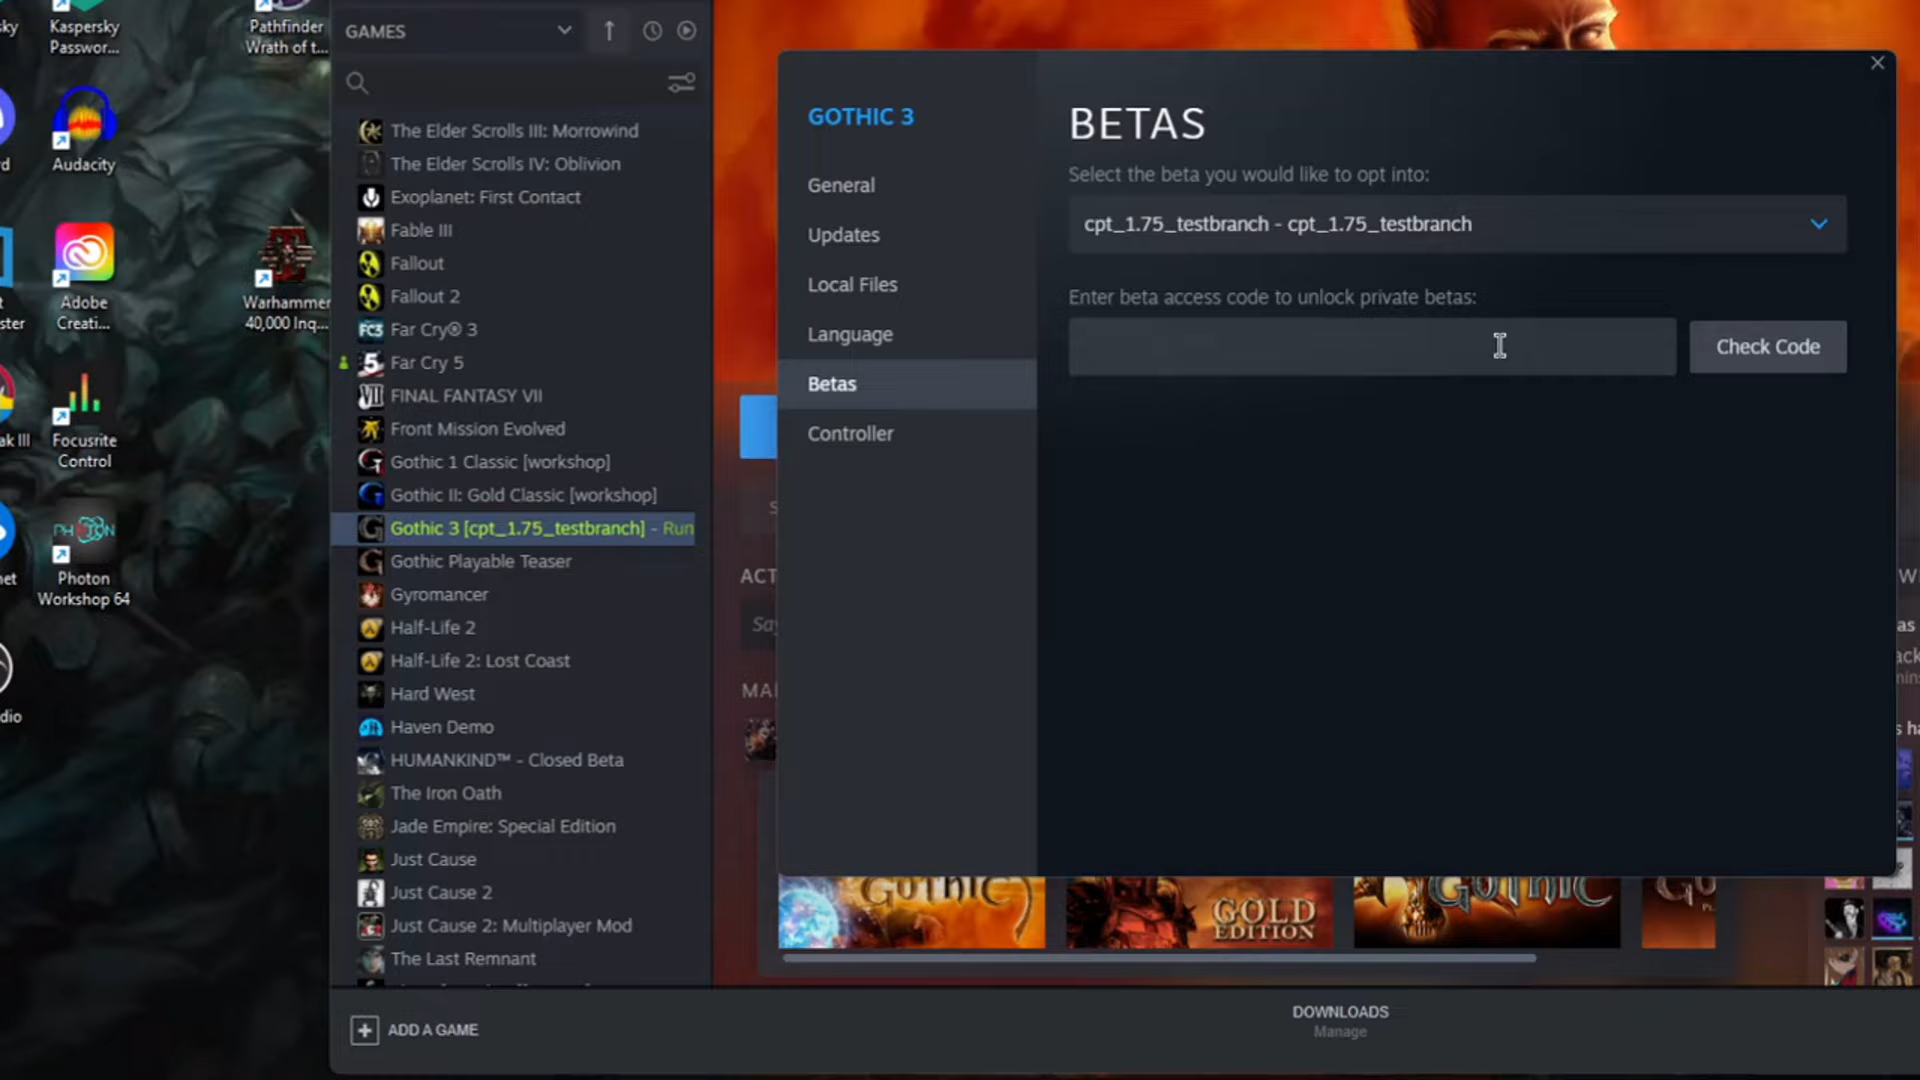 Kaspersky
Passwor...
Pathfinder
Wrath of t...
Audacity
Adobe
Creati...
Warhammer
40,000 Inq...
Focusrite
Control
PHOTON
Photon
Workshop 64
GAMES
The Elder Scrolls III: Morrowind
The Elder Scrolls IV: Oblivion
Exoplanet: First Contact
Fable III
Fallout
Fallout 2
FC3 Far Cry® 3
5 Far Cry 5
VII FINAL FANTASY VII
Front Mission Evolved
Gothic 1 Classic [workshop]
Gothic II: Gold Classic [workshop]
Gothic 3 [cpt_1.75_testbranch] - Run
Gothic Playable Teaser
Gyromancer
Half-Life 2
Half-Life 2: Lost Coast
Hard West
Haven Demo
HUMANKIND™ - Closed Beta
The Iron Oath
Jade Empire: Special Edition
Just Cause
Just Cause 2
Just Cause 2: Multiplayer Mod
The Last Remnant
ADD A GAME
GOTHIC 3
General
Updates
Local Files
Language
Betas
Controller
BETAS
Select the beta you would like to opt into:
cpt_1.75_testbranch - cpt_1.75_testbranch
Enter beta access code to unlock private betas:
Check Code
GOTHIC
GOLD
EDITION
GOTHIC
DOWNLOADS
Manage